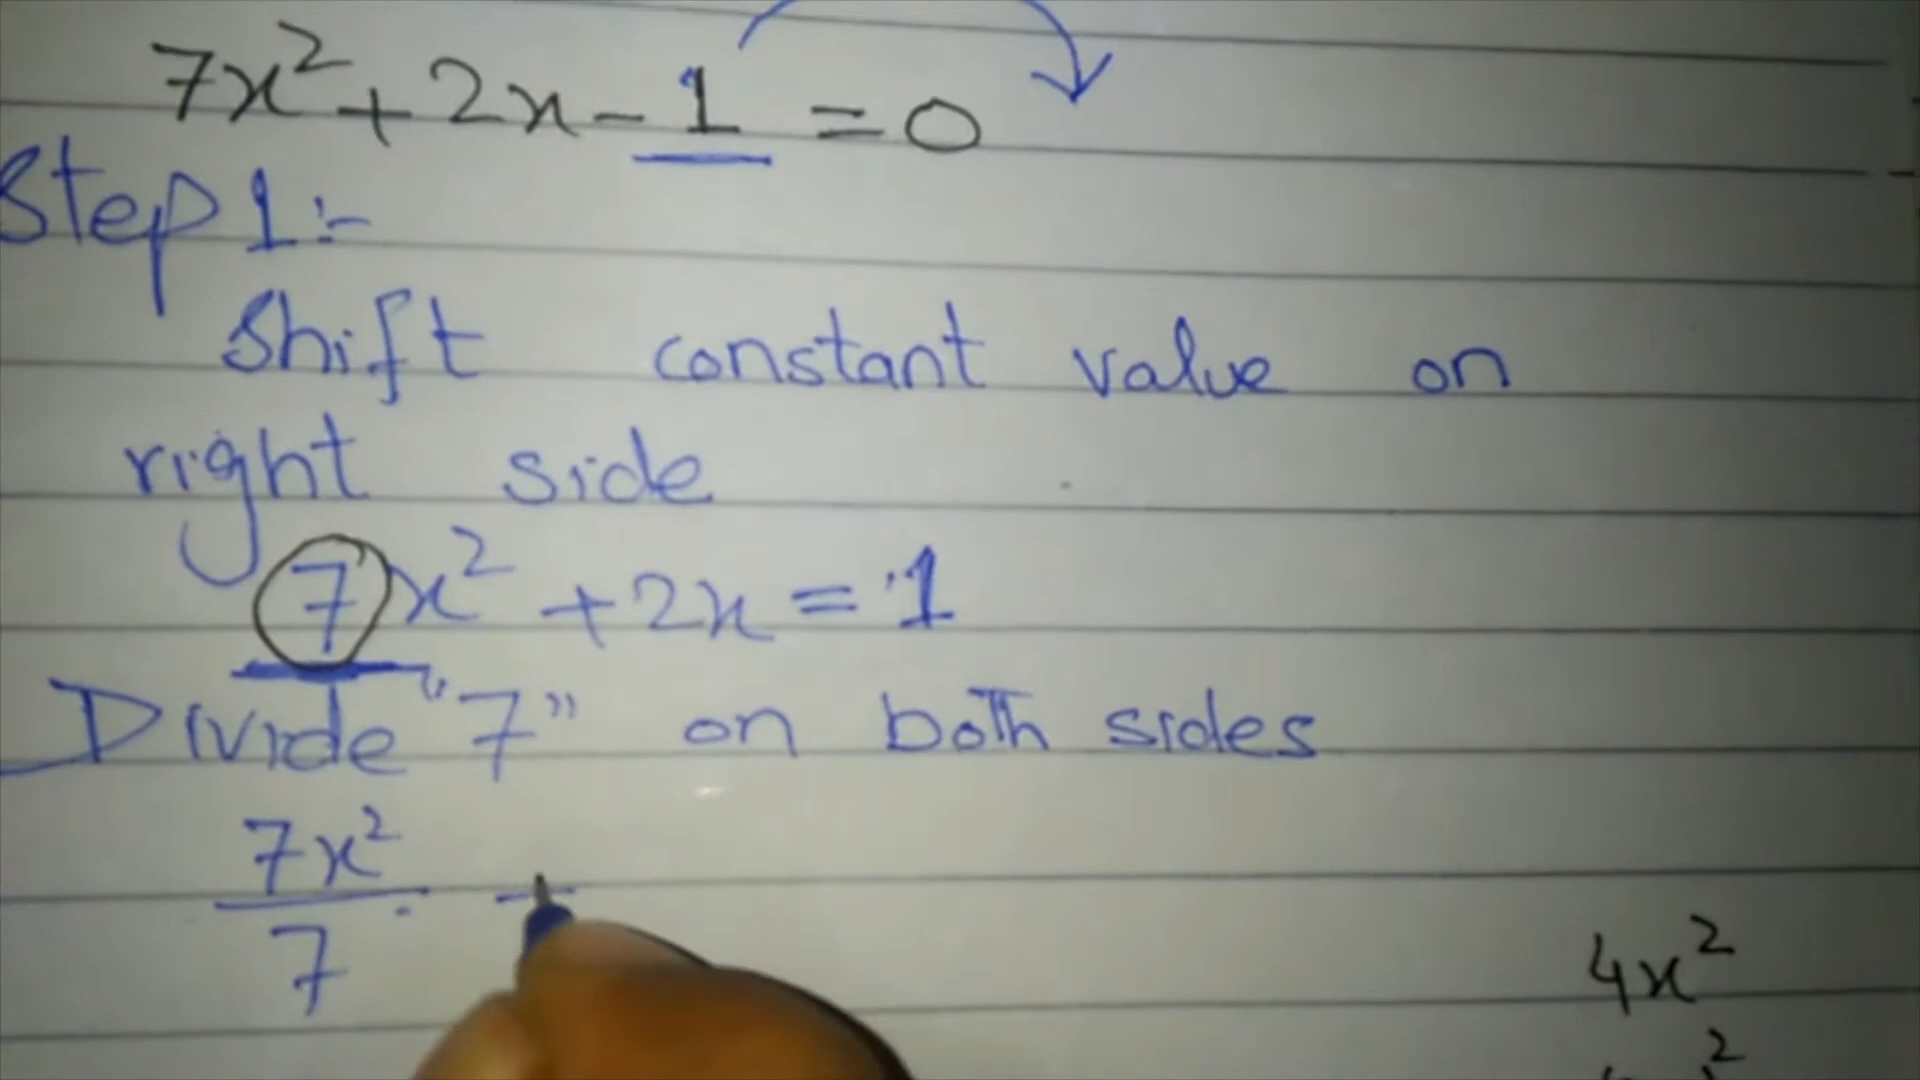 7x² + 2x - 1 = 0
Step 1:-
Shift constant value on
right side
7x² + 2x = 1
Divide "7" on both sides
7x²
7
4x²